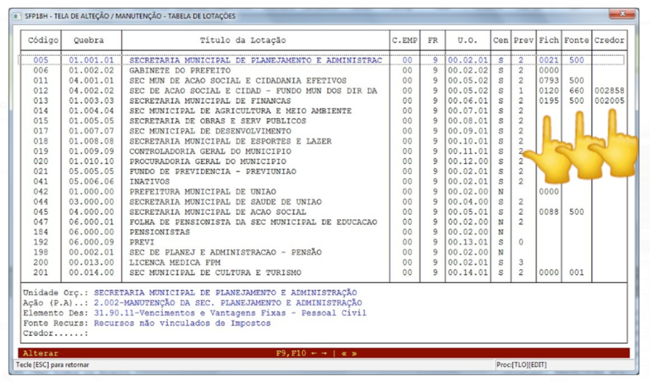 SFP18H - TELA DE ALTEÇÃO / MANUTENÇÃO - TABELA DE LOTAÇÕES
Código Quebra Título da Lotação C.EMP FR U.O. Cen Prev Fich Fonte Credor
005 01.001.01 SECRETARIA MUNICIPAL DE PLANEJAMENTO E ADMINISTRAC 00 9 00.02.01 S 2 0021 500
006 01.002.02 GABINETE DO PREFEITO 00 9 00.02.01 S 2 0000
011 04.001.01 SEC MUN DE ACAO SOCIAL E CIDADANIA EFETIVOS 00 9 00.05.02 S 2 0793 500
012 04.002.02 SEC DE ACAO SOCIAL E CIDAD - FUNDO MUN DOS DIR DA 00 9 00.05.02 S 1 0120 660 002858
013 01.003.03 SECRETARIA MUNICIPAL DE FINANCAS 00 9 00.06.01 S 2 0195 500 002005
014 01.004.04 SEC MUNICIPAL DE AGRICULTURA E MEIO AMBIENTE 00 9 00.07.01 S 2
015 01.005.05 SECRETARIA DE OBRAS E SERV PUBLICOS 00 9 00.08.01 S 2
017 01.007.07 SEC MUNICIPAL DE DESENVOLVIMENTO 00 9 00.09.01 S 2
018 01.008.08 SECRETARIA MUNICIPAL DE ESPORTES E LAZER 00 9 00.10.01 S 2
019 01.009.09 CONTROLADORIA GERAL DO MUNICIPIO 00 9 00.11.01 S 2
020 01.010.10 PROCURADORIA GERAL DO MUNICIPIO 00 9 00.12.00 S 2
021 05.005.05 FUNDO DE PREVIDENCIA - PREVIUNIAO 00 9 00.02.01 S 2
041 05.006.06 INATIVOS 00 9 00.02.01 S 2
042 01.000.00 PREFEITURA MUNICIPAL DE UNIAO 00 9 00.02.00 N 0000
044 03.000.00 SECRETARIA MUNICIPAL DE SAUDE DE UNIAO 00 9 00.04.00 S 2
045 04.000.00 SECRETARIA MUNICIPAL DE ACAO SOCIAL 00 9 00.05.01 S 2 0088 500
047 06.000.01 FOLHA DE PENSIONISTA DA SEC MUNICIPAL DE EDUCACAO 00 9 00.02.00 N 2
184 06.000.00 PENSIONISTAS 00 9 00.02.00 N
192 06.000.09 PREVI 00 9 00.13.01 S 0
198 00.002.01 SEC DE PLANEJ E ADMINISTRACAO - PENSÃO 00 9 00.02.00 N
200 00.013.00 LICENCA MEDICA FPM 00 9 00.02.01 S 3
201 00.014.00 SEC MUNICIPAL DE CULTURA E TURISMO 00 9 00.14.01 S 2 0000 001
Unidade Orç.: SECRETARIA MUNICIPAL DE PLANEJAMENTO E ADMINISTRAÇÃO
Ação (P.A)..: 2.002-MANUTENÇÃO DA SEC. PLANEJAMENTO E ADMINISTRAÇÃO
Elemento Des: 31.90.11-Vencimentos e Vantagens Fixas - Pessoal Civil
Fonte Recurs: Recursos não vinculados de Impostos
Credor......:
Alterar F9,F10 ← → | « »
Tecle [ESC] para retornar Proc:[TLO][EDIT]